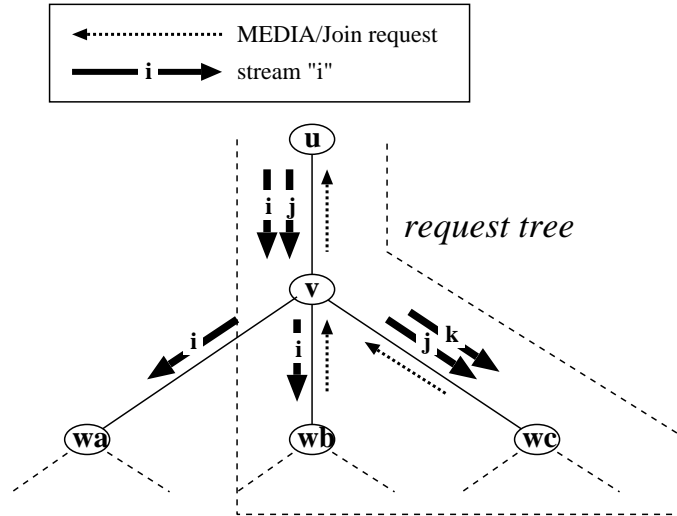 MEDIA/Join request
i
stream "i"
u
i
j
request tree
v
i
i
j
k
wa
wb
wc